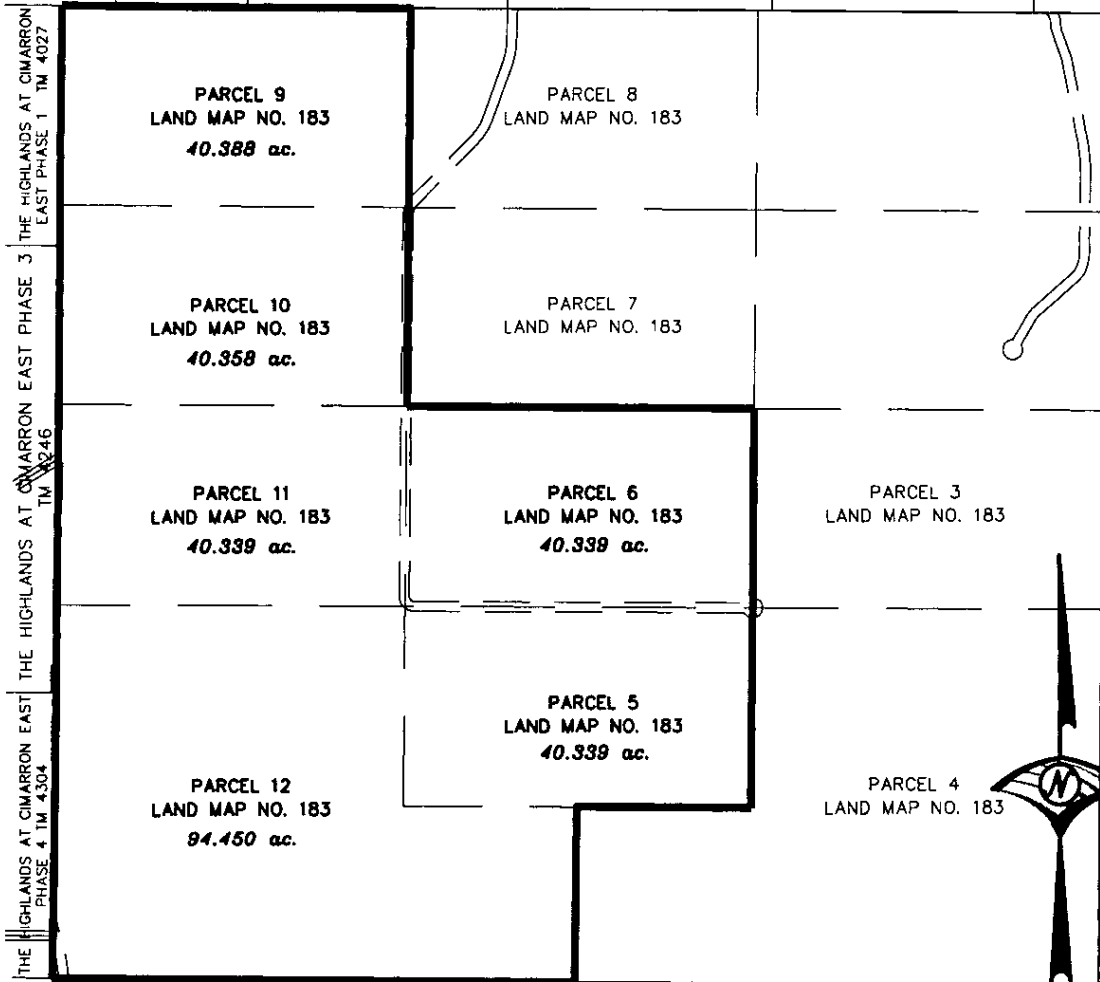 THE HIGHLANDS AT CIMARRON
EAST PHASE 1 TM 4027
THE HIGHLANDS AT CIMARRON EAST PHASE 3
TM 4246
THE HIGHLANDS AT CIMARRON EAST
PHASE 4 TM 4304
PARCEL 9
LAND MAP NO. 183
40.388 ac.
PARCEL 8
LAND MAP NO. 183
PARCEL 10
LAND MAP NO. 183
40.358 ac.
PARCEL 7
LAND MAP NO. 183
PARCEL 11
LAND MAP NO. 183
40.339 ac.
PARCEL 6
LAND MAP NO. 183
40.339 ac.
PARCEL 3
LAND MAP NO. 183
PARCEL 5
LAND MAP NO. 183
40.339 ac.
PARCEL 12
LAND MAP NO. 183
94.450 ac.
PARCEL 4
LAND MAP NO. 183
N